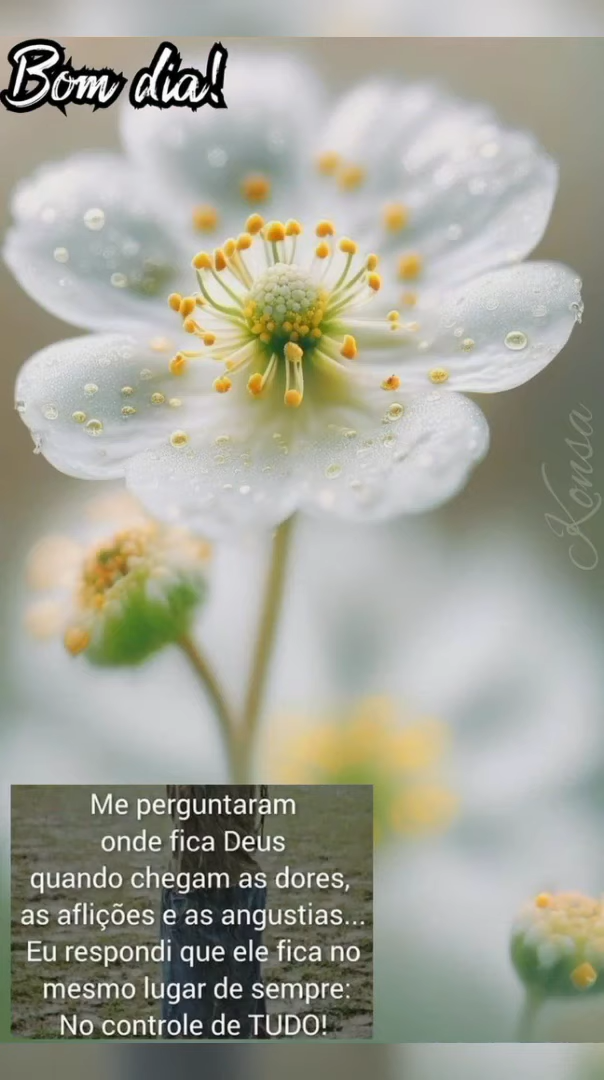 Bom dia!
Konsa
Me perguntaram
onde fica Deus
quando chegam as dores,
as aflições e as angustias...
Eu respondi que ele fica no
mesmo lugar de sempre:
No controle de TUDO!